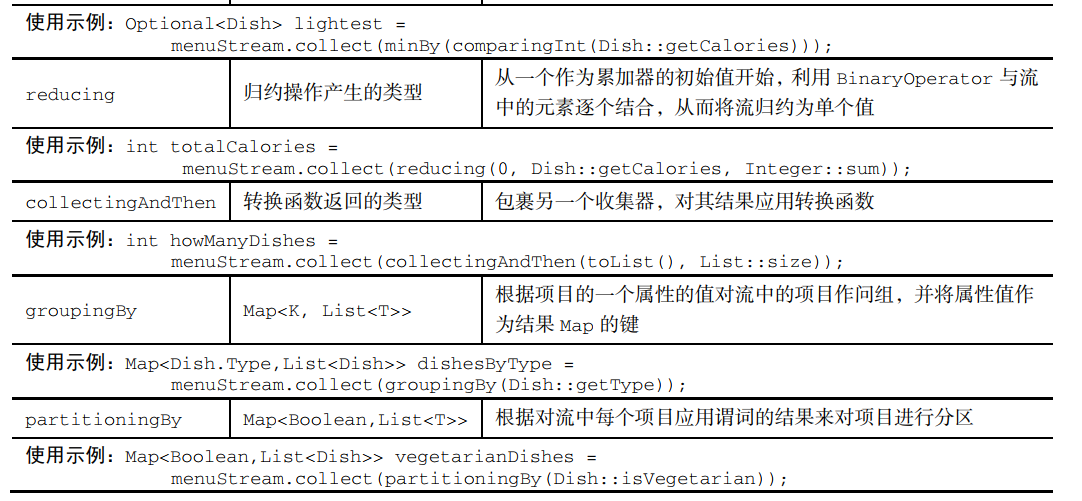 使用示例：Optional<Dish> lightest =
menuStream.collect(minBy(comparingInt(Dish::getCalories)));
reducing 归约操作产生的类型 从一个作为累加器的初始值开始，利用 BinaryOperator 与流
中的元素逐个结合，从而将流归约为单个值
使用示例：int totalCalories =
menuStream.collect(reducing(0, Dish::getCalories, Integer::sum));
collectingAndThen 转换函数返回的类型 包裹另一个收集器，对其结果应用转换函数
使用示例：int howManyDishes =
menuStream.collect(collectingAndThen(toList(), List::size));
groupingBy Map<K, List<T>> 根据项目的一个属性的值对流中的项目作问组，并将属性值作
为结果 Map 的键
使用示例：Map<Dish.Type,List<Dish>> dishesByType =
menuStream.collect(groupingBy(Dish::getType));
partitioningBy Map<Boolean,List<T>> 根据对流中每个项目应用谓词的结果来对项目进行分区
使用示例：Map<Boolean,List<Dish>> vegetarianDishes =
menuStream.collect(partitioningBy(Dish::isVegetarian));